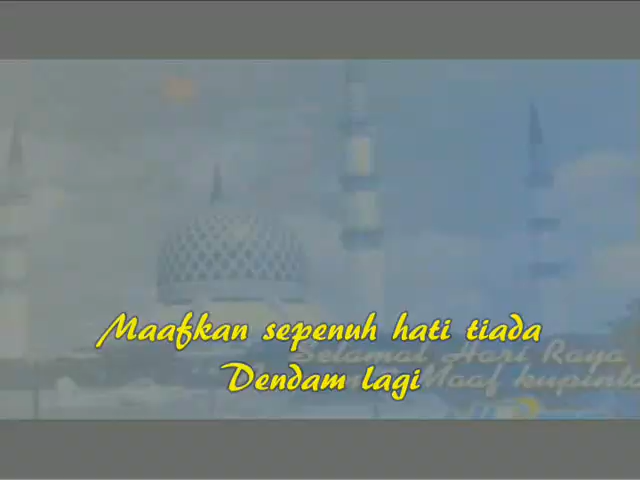 Maafkan sepenuh hati tiada
Selamat Hari Raya
Dendam lagi
Maaf kupinta